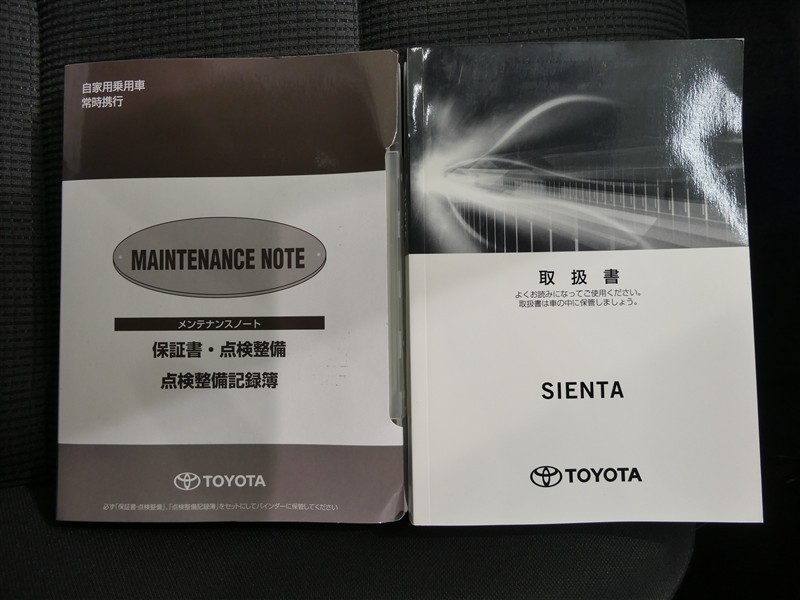 自家用乗用車
常時携行
MAINTENANCE NOTE
メンテナンスノート
保証書・点検整備
点検整備記録簿
TOYOTA
必ず「保証書・点検整備」、「点検整備記録簿」をセットにしてバインダーに保管してください
取扱書
よくお読みになってご使用ください。
取扱書は車の中に保管しましょう。
SIENTA
TOYOTA